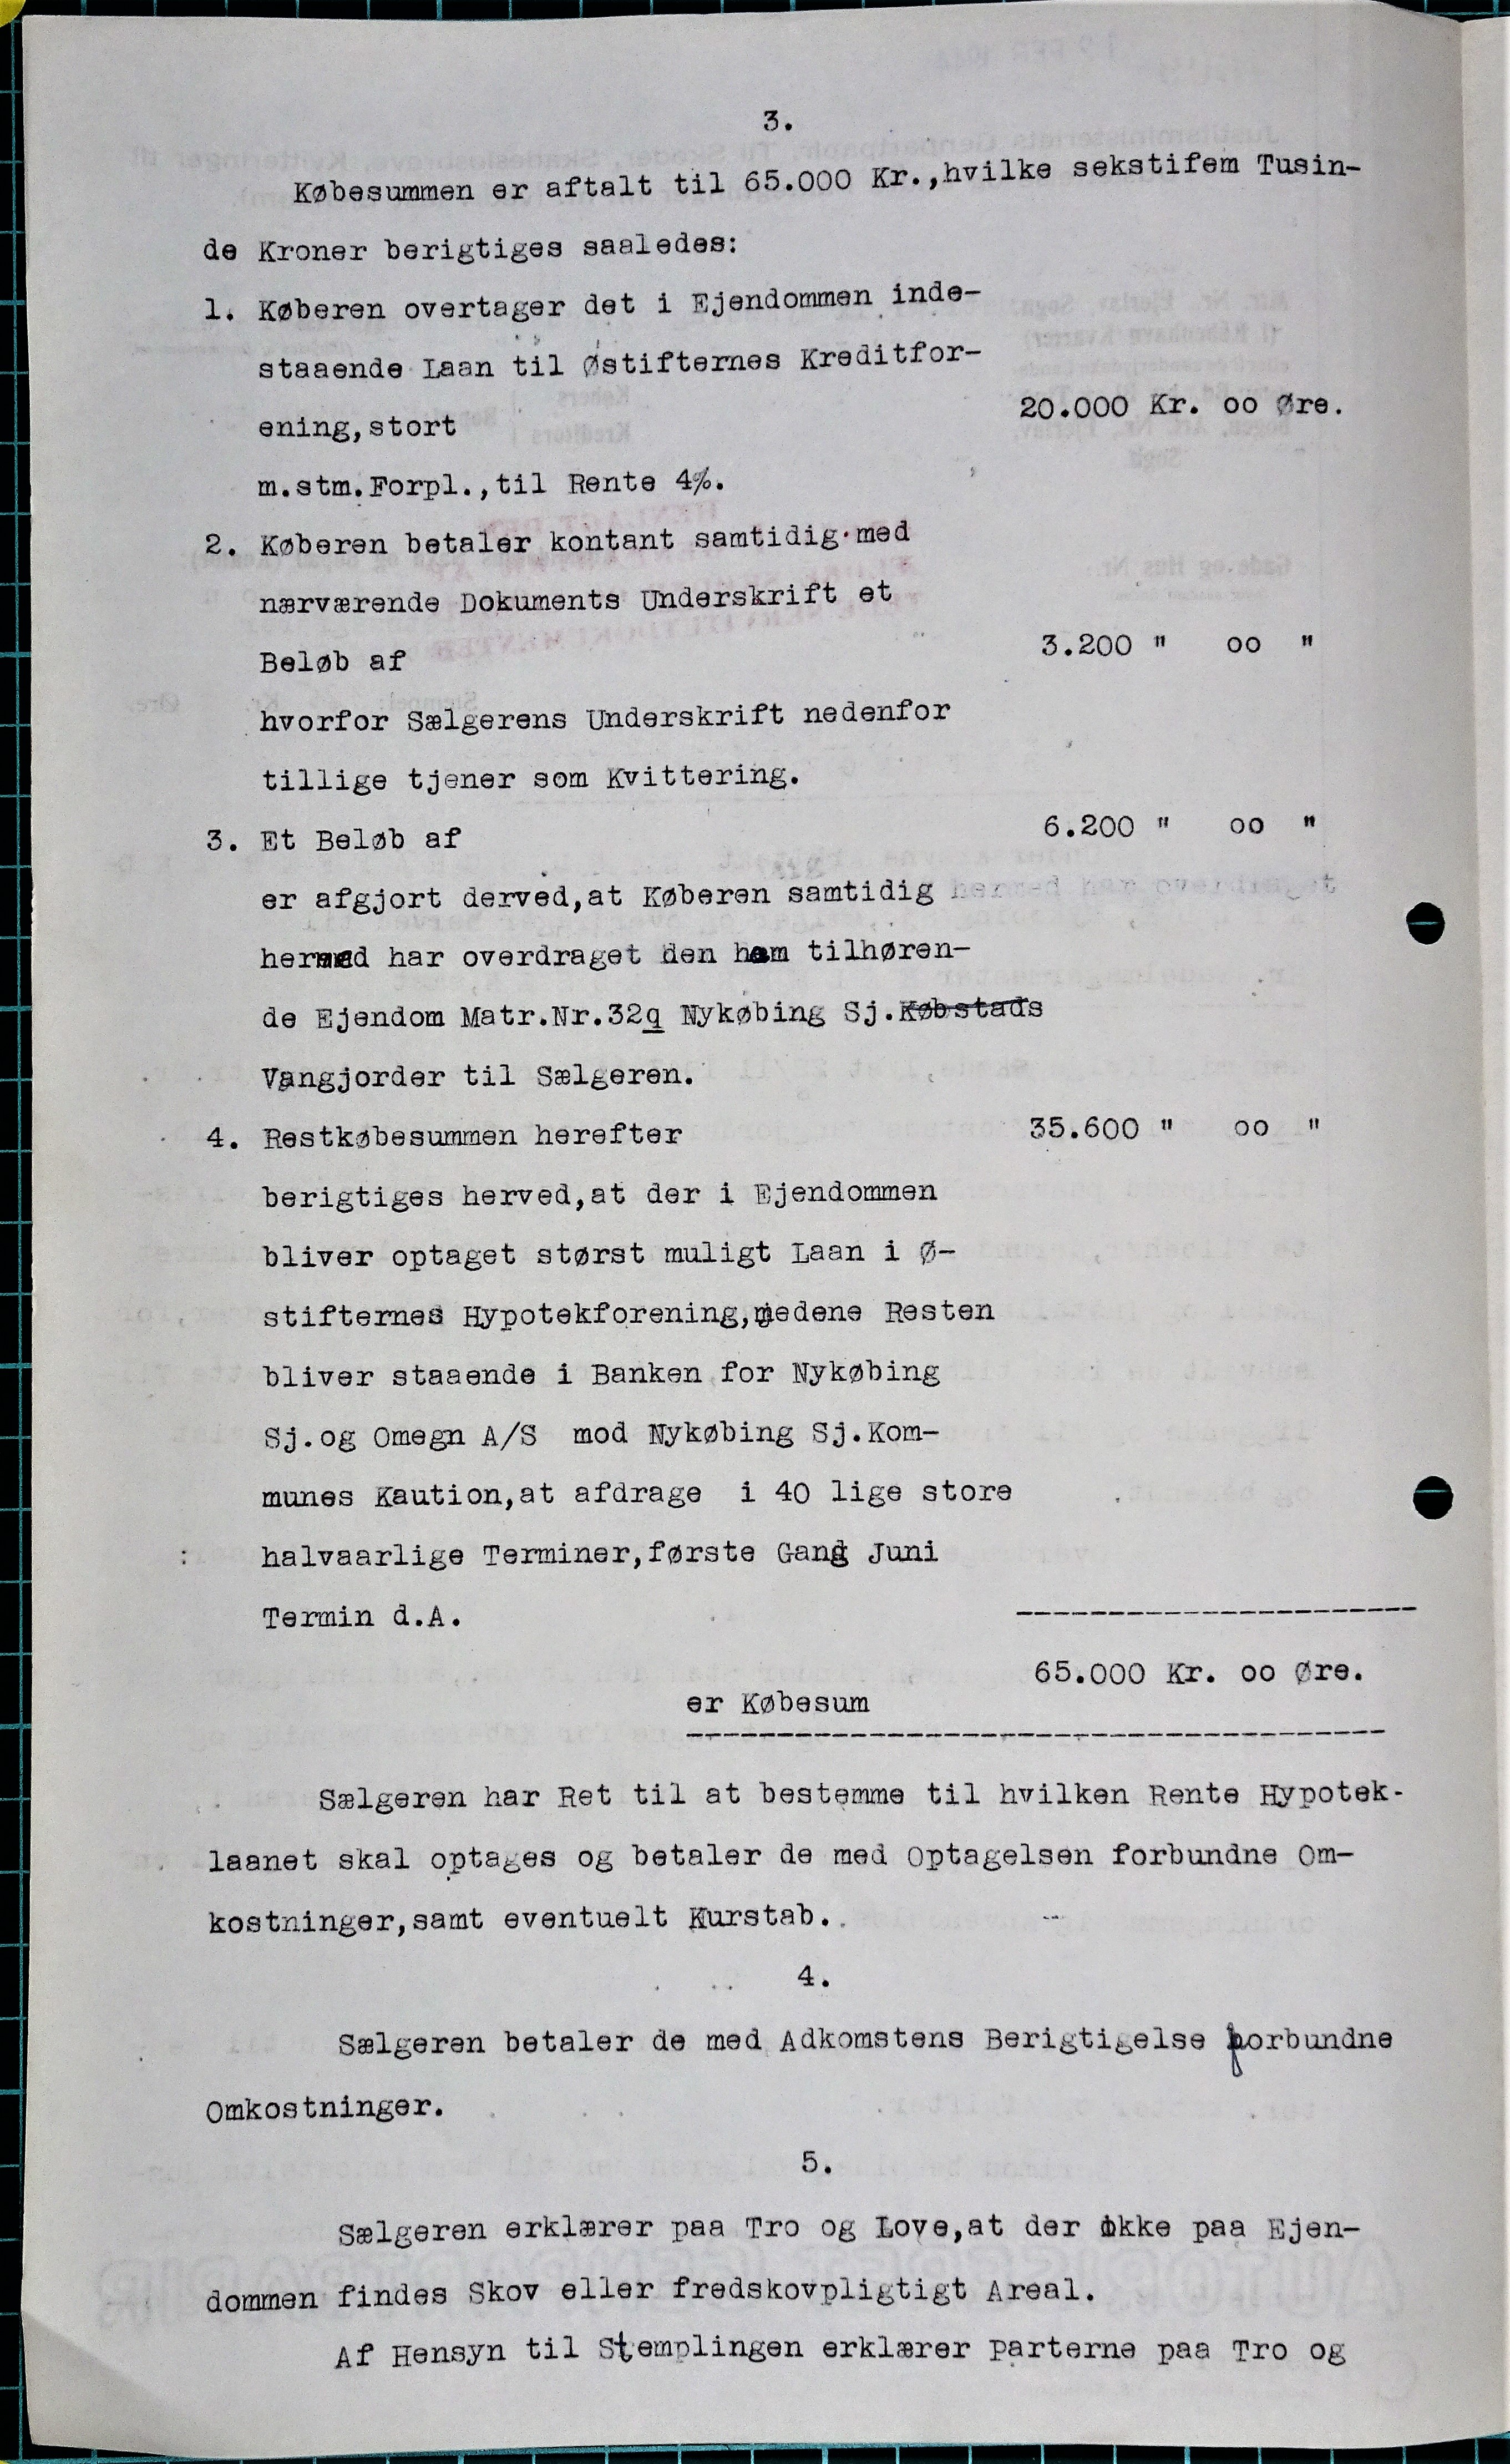 3.
Købesummen er aftalt til 65.000 Kr.,hvilke sekstifem Tusin-
de Kroner berigtiges saaledes:
1. Køberen overtager det i Ejendommen inde-
staaende Laan til Østifternes Kreditfor-
ening,stort 20.000 Kr. oo Øre.
m.stm.Forpl.,til Rente 4%.
2. Køberen betaler kontant samtidig med
nærværende Dokuments Underskrift et
Beløb af 3.200 " oo "
hvorfor Sælgerens Underskrift nedenfor
tillige tjener som Kvittering.
3. Et Beløb af 6.200 " oo "
er afgjort derved,at Køberen samtidig hermed har overdraget
hermed har overdraget den ham tilhøren-
de Ejendom Matr.Nr.32q Nykøbing Sj.Købstads
Vangjorder til Sælgeren.
4. Restkøbesummen herefter 35.600 " oo "
berigtiges herved,at der i Ejendommen
bliver optaget størst muligt Laan i Ø-
stifternes Hypotekforening,medens Resten
bliver staaende i Banken for Nykøbing
Sj.og Omegn A/S mod Nykøbing Sj.Kom-
munes Kaution,at afdrage i 40 lige store
halvaarlige Terminer,første Gang Juni
Termin d.A.
65.000 Kr. oo Øre.
er Købesum
Sælgeren har Ret til at bestemme til hvilken Rente Hypotek-
laanet skal optages og betaler de med Optagelsen forbundne Om-
kostninger,samt eventuelt Kurstab.
4.
Sælgeren betaler de med Adkomstens Berigtigelse forbundne
Omkostninger.
5.
Sælgeren erklærer paa Tro og Love,at der ikke paa Ejen-
dommen findes Skov eller fredskovpligtigt Areal.
Af Hensyn til Stemplingen erklærer Parterne paa Tro og